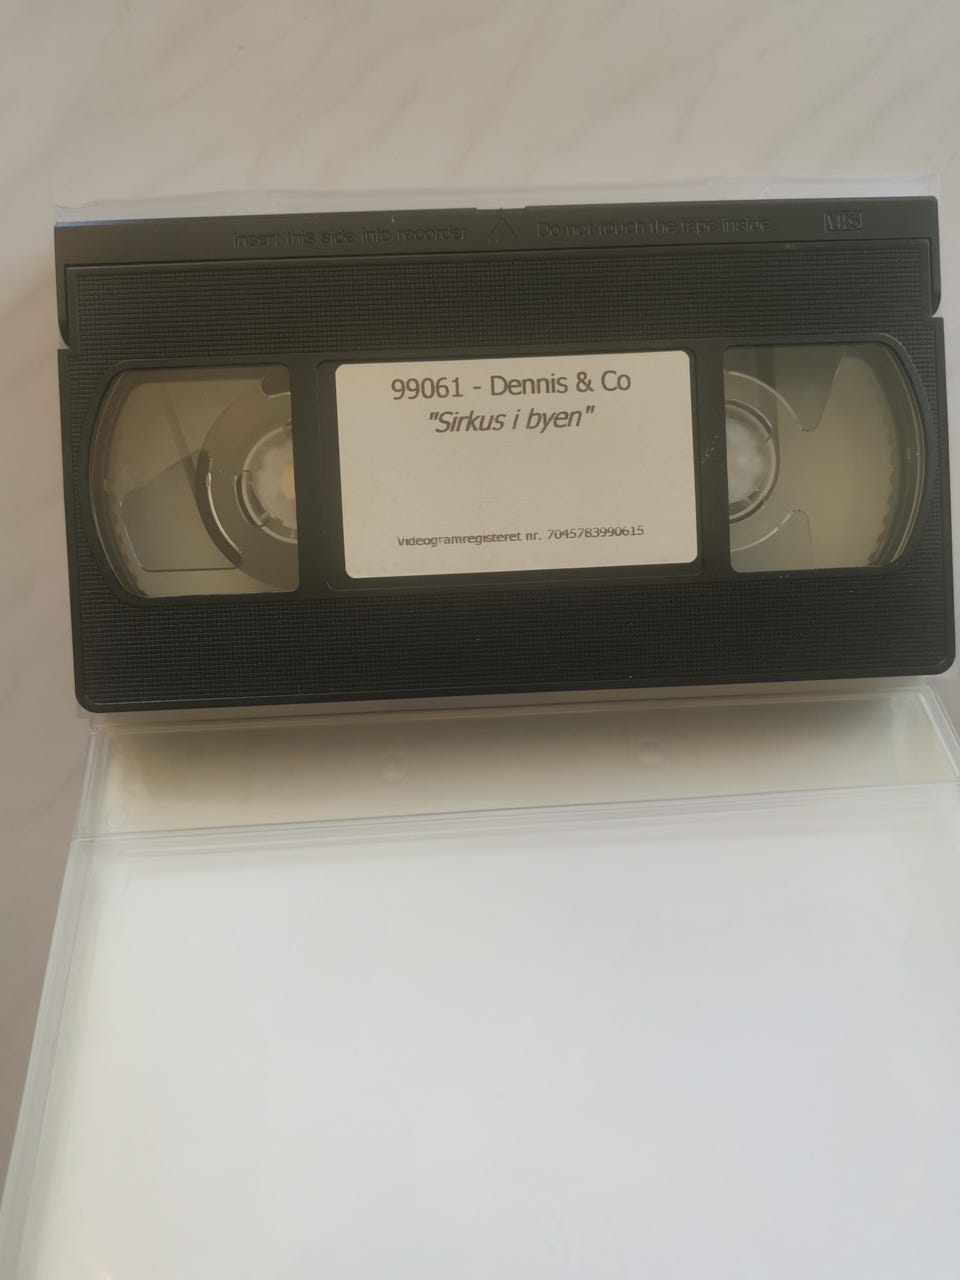 Insert this side into recorder Do not touch the tape inside VHS
99061 - Dennis & Co
"Sirkus i byen"
Videogramregisteret nr. 7045783990615